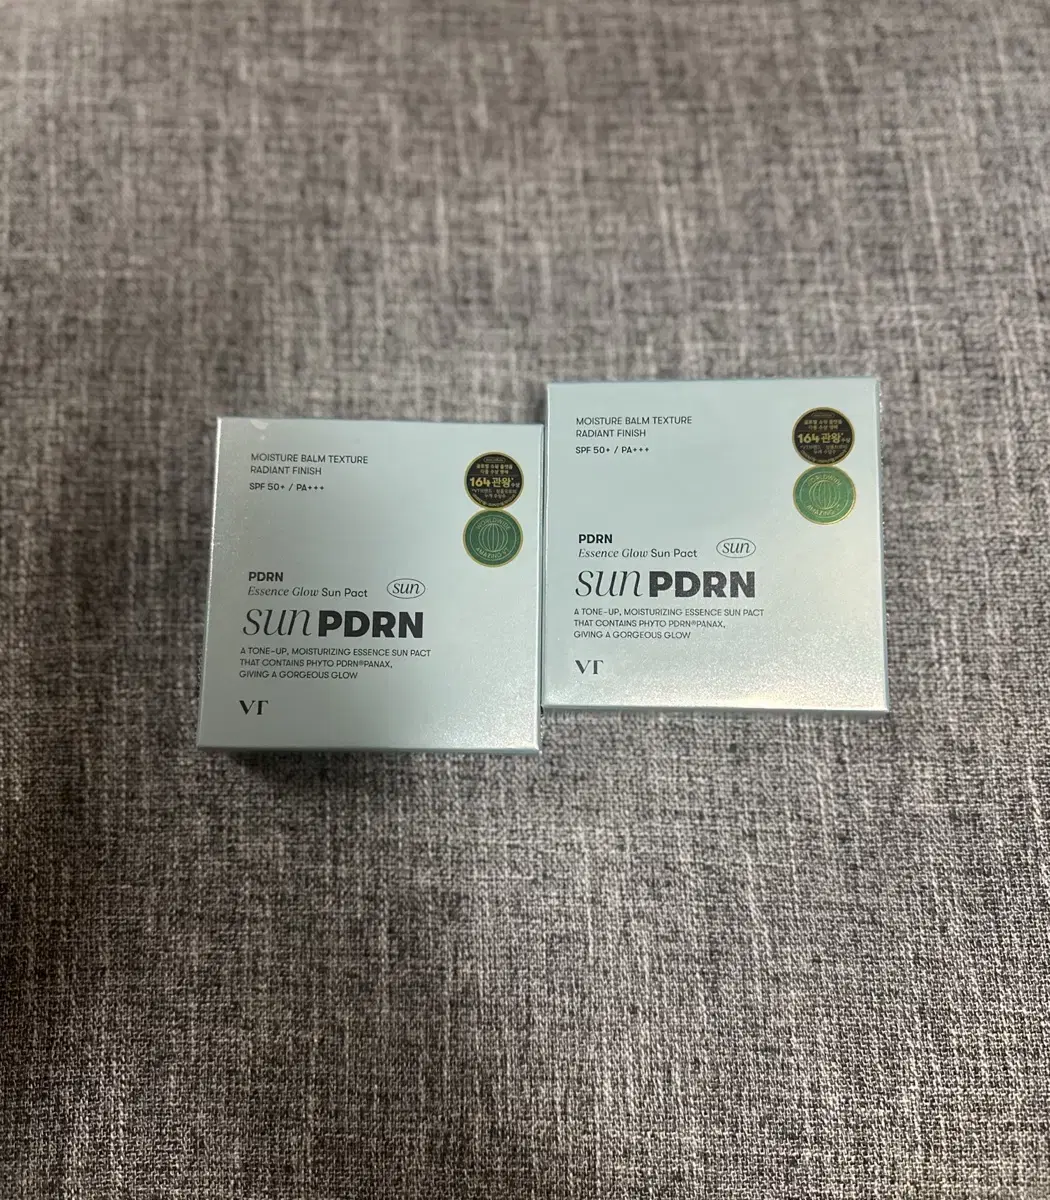 MOISTURE BALM TEXTURE
RADIANT FINISH
SPF 50+ / PA+++
164관왕
PDRN
Essence Glow Sun Pact
sun
sun PDRN
A TONE-UP, MOISTURIZING ESSENCE SUN PACT
THAT CONTAINS PHYTO PDRN®PANAX,
GIVING A GORGEOUS GLOW
VT
MOISTURE BALM TEXTURE
RADIANT FINISH
SPF 50+ / PA+++
164관왕
PDRN
Essence Glow Sun Pact
sun
sun PDRN
A TONE-UP, MOISTURIZING ESSENCE SUN PACT
THAT CONTAINS PHYTO PDRN®PANAX,
GIVING A GORGEOUS GLOW
VT